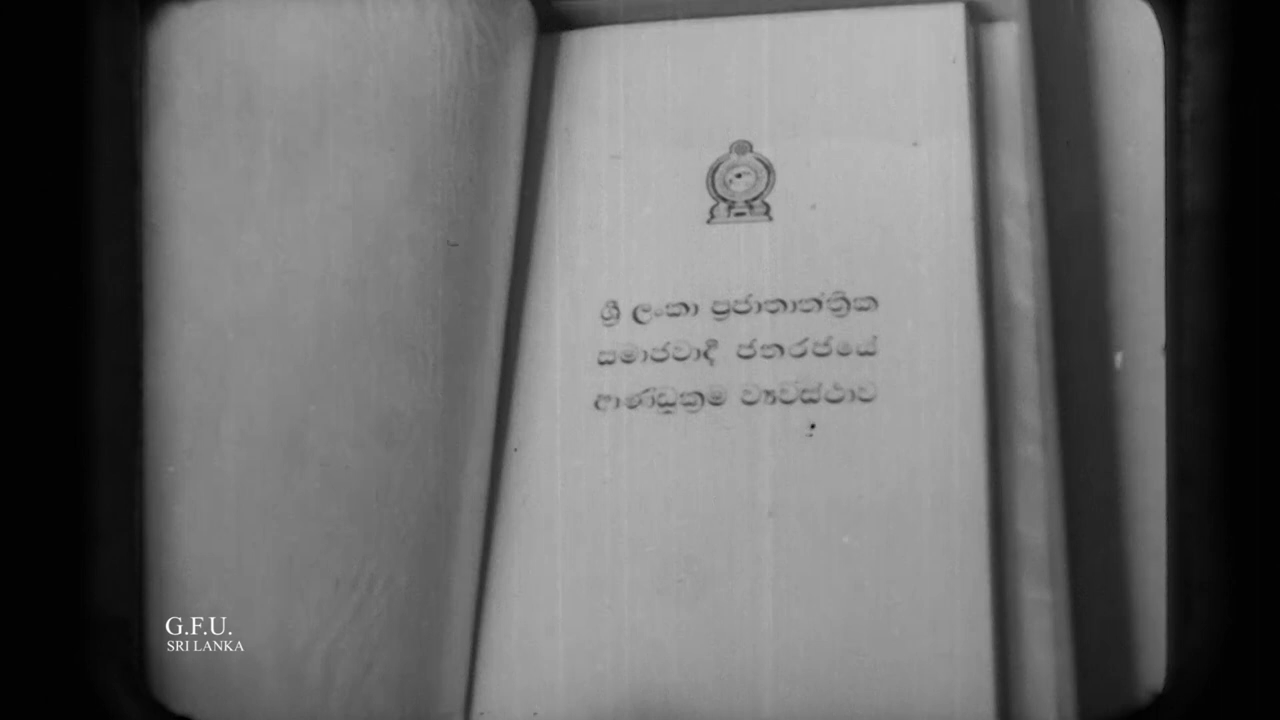 ශ්‍රී ලංකා ප්‍රජාතාන්ත්‍රික
සමාජවාදී ජනරජයේ
ආණ්ඩුක්‍රම ව්‍යවස්ථාව
G.F.U.
SRI LANKA